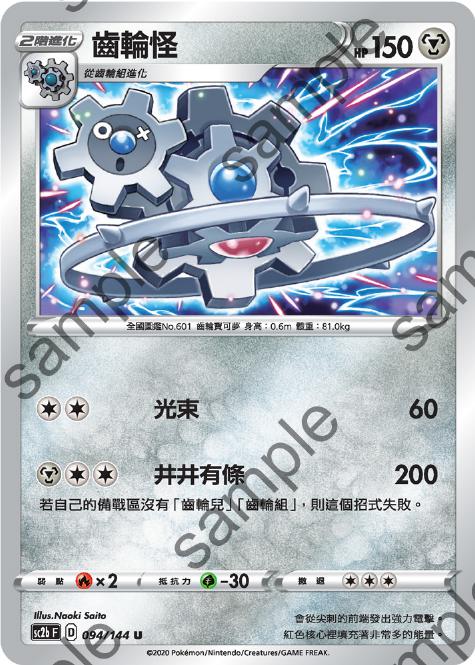 2階進化
齒輪怪
HP 150
從齒輪組進化
全國圖鑑No.601 齒輪寶可夢 身高：0.6m 體重：81.0kg
光束 60
井井有條 200
若自己的備戰區沒有「齒輪兒」「齒輪組」，則這個招式失敗。
弱點 ×2 抵抗力 -30 撤退
Illus.Naoki Saito
sc2b F D 094/144 U
會從尖刺的前端發出強力電擊。
紅色核心裡填充著非常多的能量。
©2020 Pokémon/Nintendo/Creatures/GAME FREAK.
sample
sample
sample
sample
sample
sample